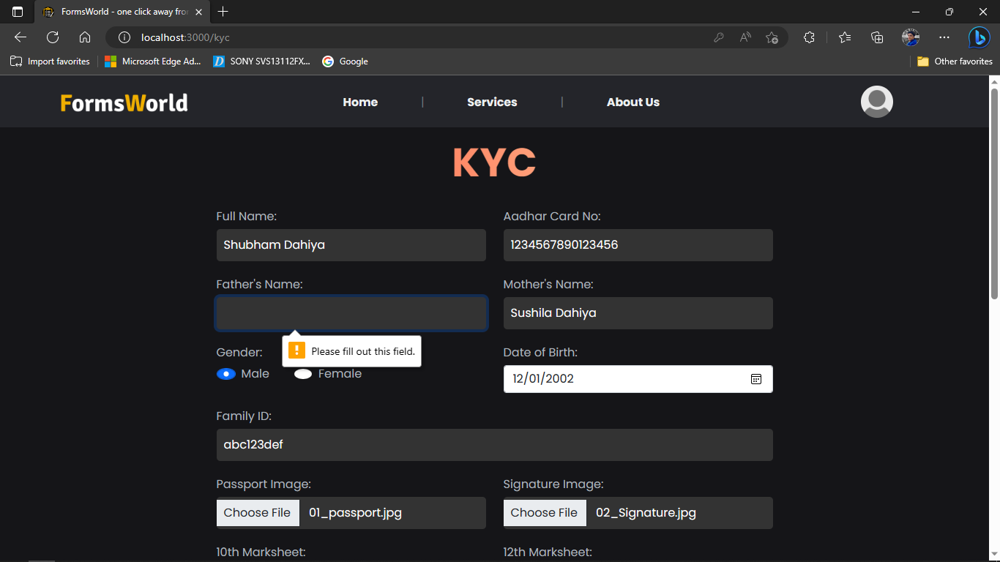 FormsWorld - one click away fro
localhost:3000/kyc
Import favorites
Microsoft Edge Ad...
SONY SVS13112FX...
Google
Other favorites
FormsWorld
Home | Services | About Us
KYC
Full Name:
Aadhar Card No:
Shubham Dahiya
1234567890123456
Father's Name:
Mother's Name:
Sushila Dahiya
Please fill out this field.
Gender:
Date of Birth:
Male
Female
12/01/2002
Family ID:
abc123def
Passport Image:
Signature Image:
Choose File 01_passport.jpg
Choose File 02_Signature.jpg
10th Marksheet:
12th Marksheet: